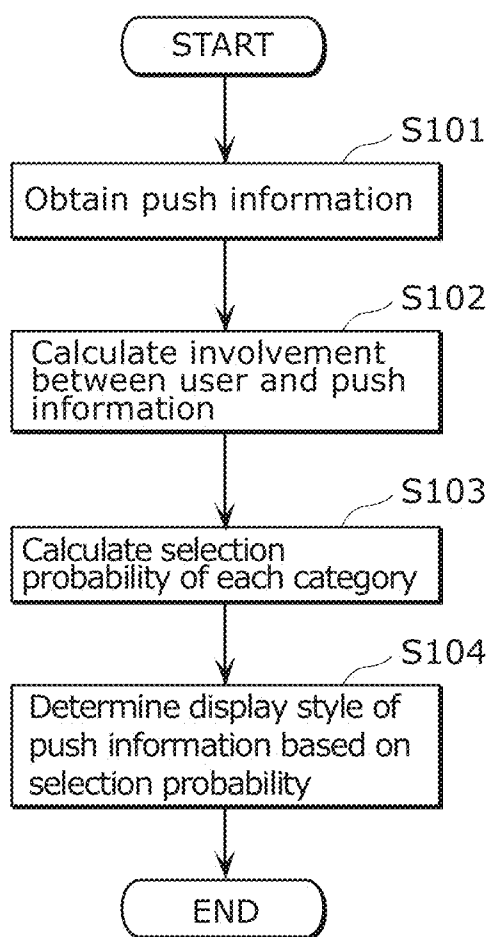 START
S101
Obtain push information
S102
Calculate involvement
between user and push
information
S103
Calculate selection
probability of each category
S104
Determine display style of
push information based on
selection probability
END